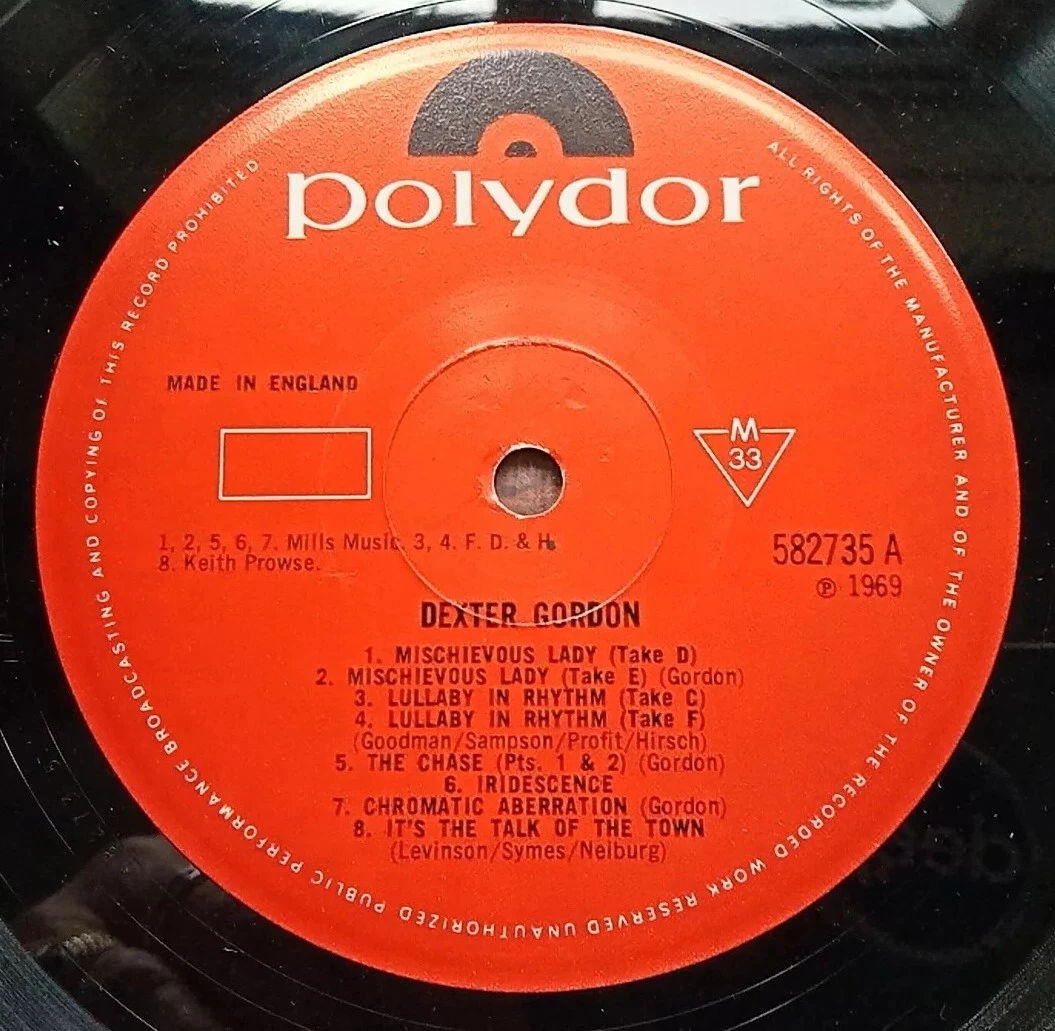 polydor
ALL RIGHTS OF THE MANUFACTURER AND OF THE OWNER OF THE RECORDED WORK RESERVED UNAUTHORIZED PUBLIC PERFORMANCE BROADCASTING AND COPYING OF THIS RECORD PROHIBITED
MADE IN ENGLAND
M
33
1, 2, 5, 6, 7. Mills Music. 3, 4. F. D. & H.
8. Keith Prowse.
582735 A
℗ 1969
DEXTER GORDON
1. MISCHIEVOUS LADY (Take D)
2. MISCHIEVOUS LADY (Take E) (Gordon)
3. LULLABY IN RHYTHM (Take C)
4. LULLABY IN RHYTHM (Take F)
(Goodman/Sampson/Profit/Hirsch)
5. THE CHASE (Pts. 1 & 2) (Gordon)
6. IRIDESCENCE
7. CHROMATIC ABERRATION (Gordon)
8. IT'S THE TALK OF THE TOWN
(Levinson/Symes/Neiburg)